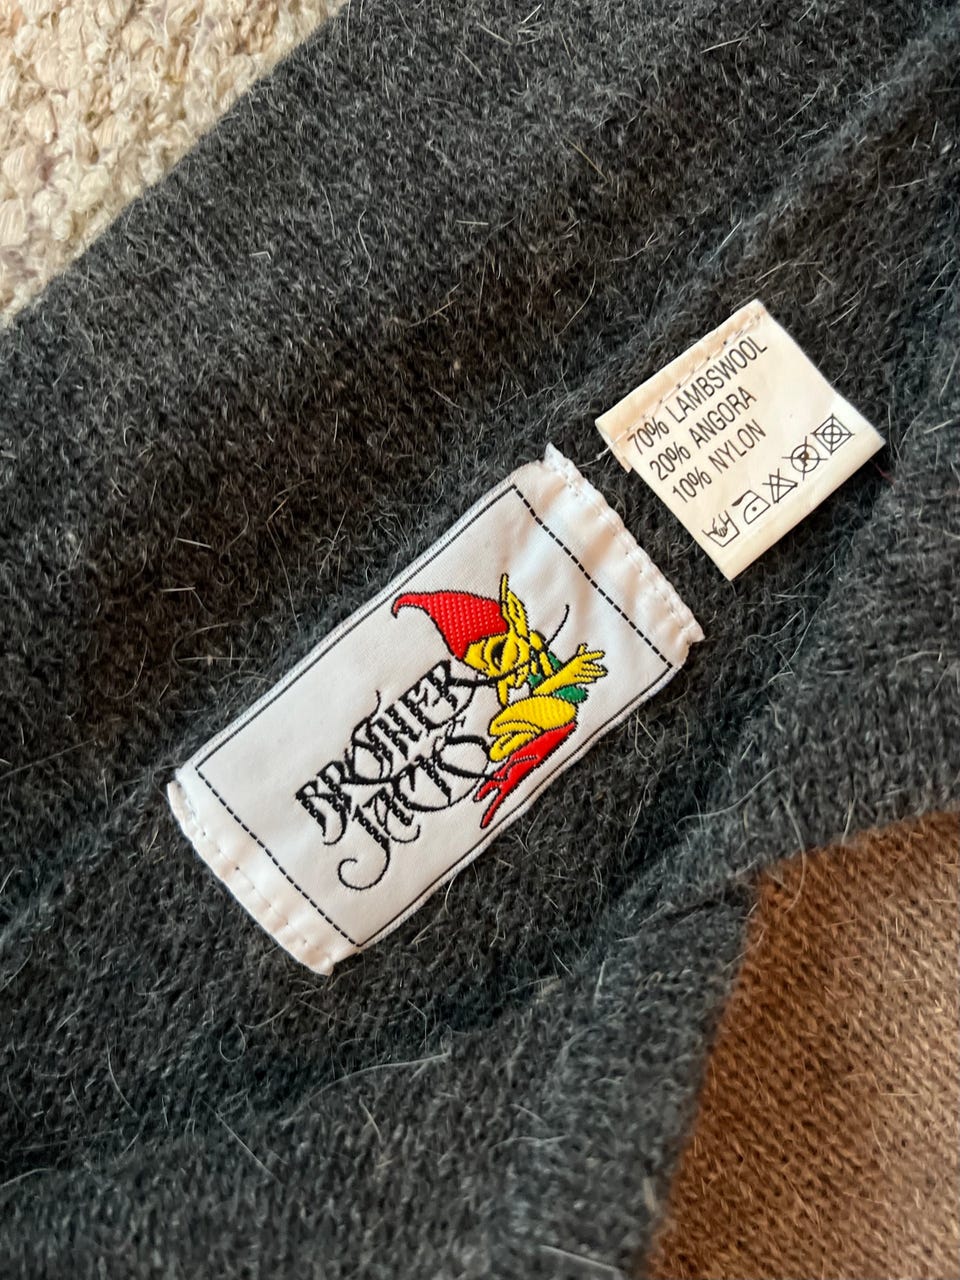 70% LAMBSWOOL
20% ANGORA
10% NYLON
BROTHER
JACKS